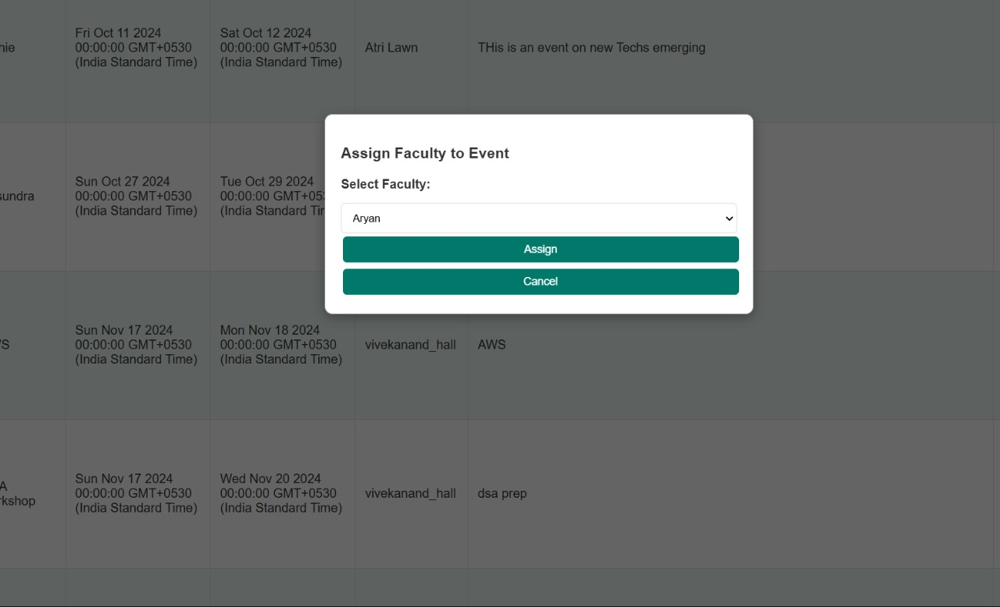 hie
Fri Oct 11 2024
00:00:00 GMT+0530
(India Standard Time)
Sat Oct 12 2024
00:00:00 GMT+0530
(India Standard Time)
Atri Lawn
THis is an event on new Techs emerging
sundra
Sun Oct 27 2024
00:00:00 GMT+0530
(India Standard Time)
Tue Oct 29 2024
00:00:00 GMT+053
(India Standard Tir
Assign Faculty to Event
Select Faculty:
Aryan
Assign
Cancel
/S
Sun Nov 17 2024
00:00:00 GMT+0530
(India Standard Time)
Mon Nov 18 2024
00:00:00 GMT+0530
(India Standard Time)
vivekanand_hall
AWS
A
rkshop
Sun Nov 17 2024
00:00:00 GMT+0530
(India Standard Time)
Wed Nov 20 2024
00:00:00 GMT+0530
(India Standard Time)
vivekanand_hall
dsa prep